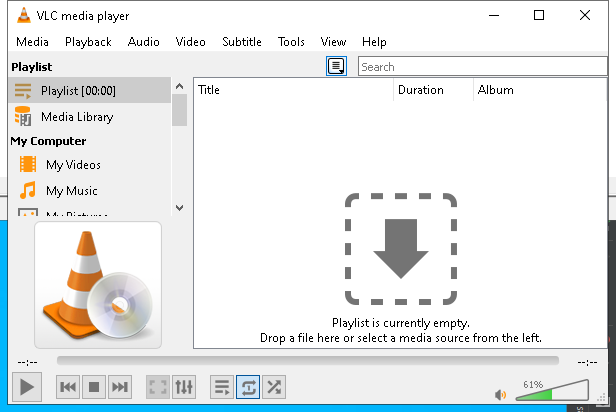 VLC media player
Media Playback Audio Video Subtitle Tools View Help
Playlist
Search
Playlist [00:00]
Title Duration Album
Media Library
My Computer
My Videos
My Music
My Pictures
Playlist is currently empty.
Drop a file here or select a media source from the left.
--:-- --:--
61%